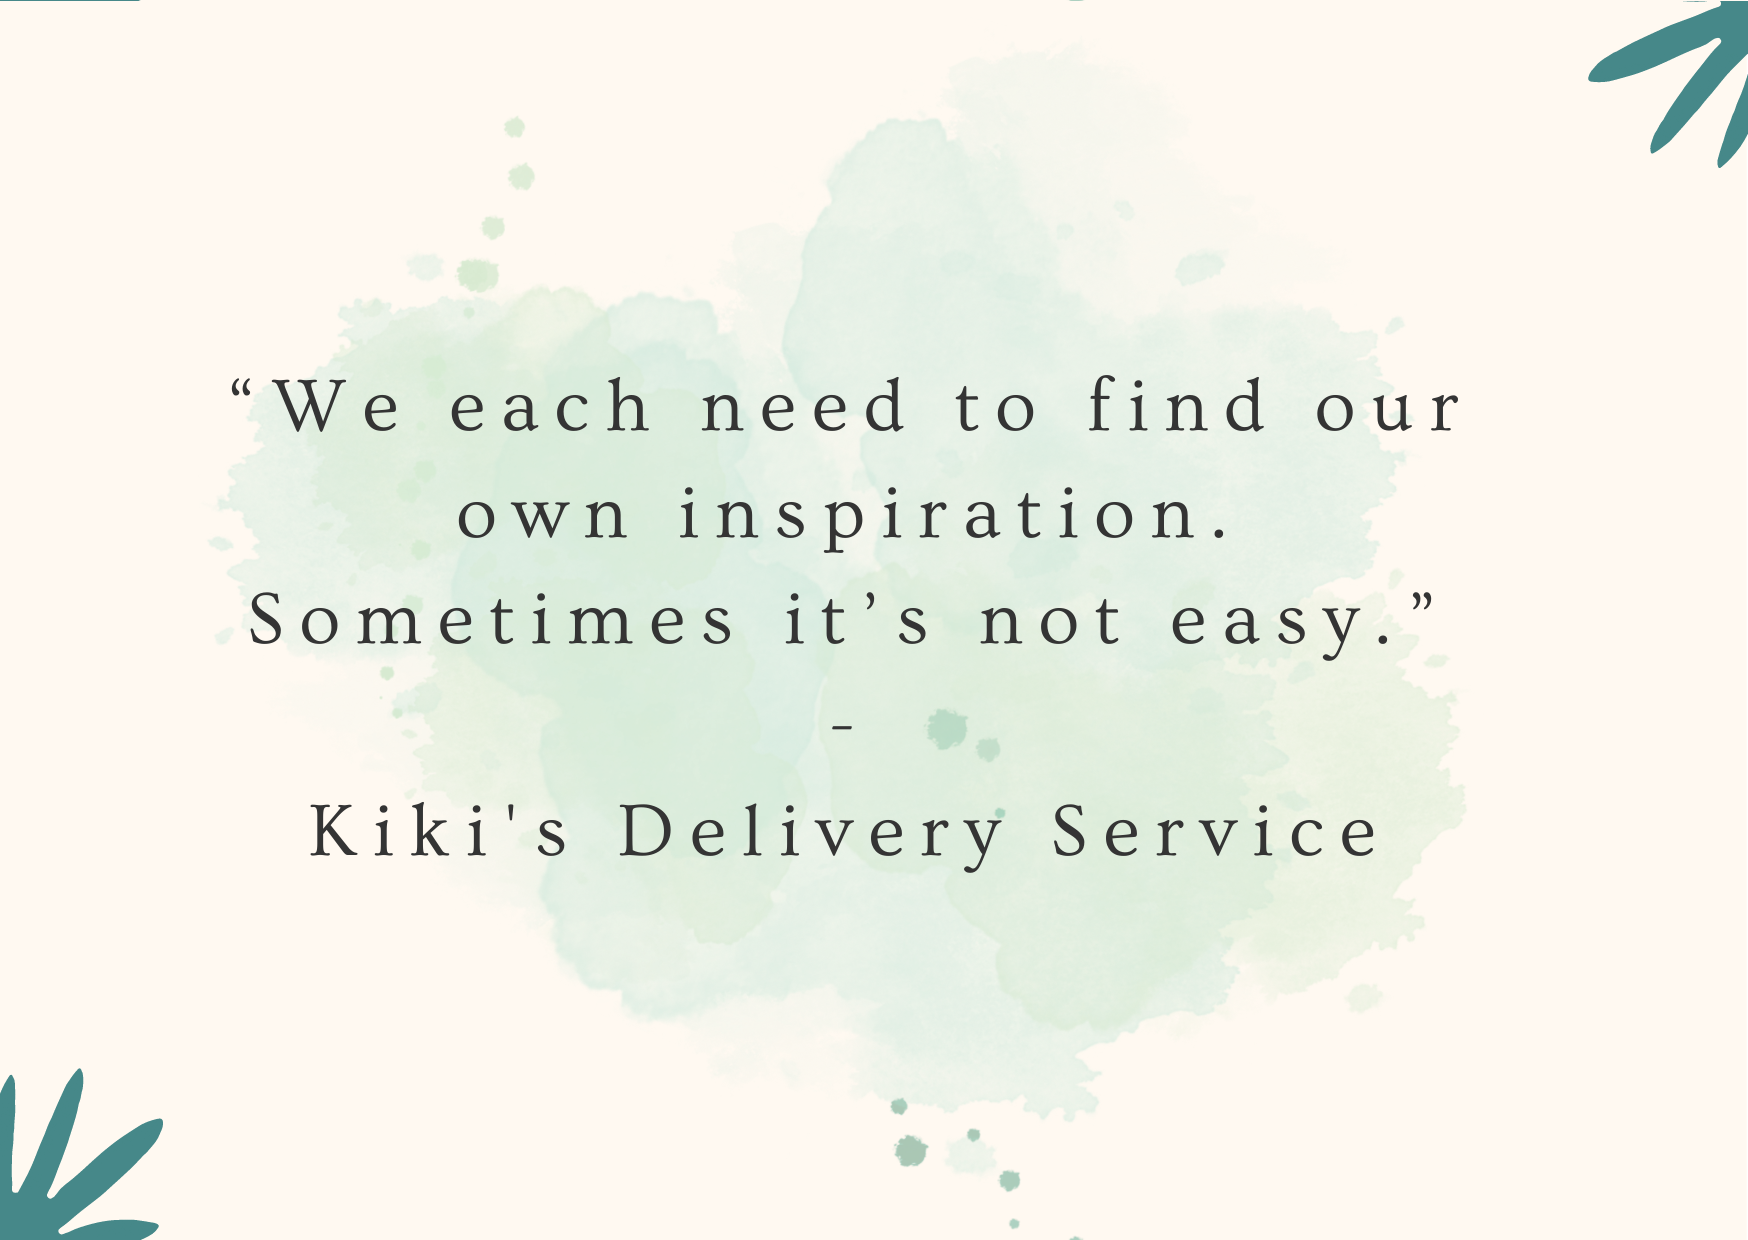 “We each need to find our
own inspiration.
Sometimes it’s not easy.”
-
Kiki's Delivery Service